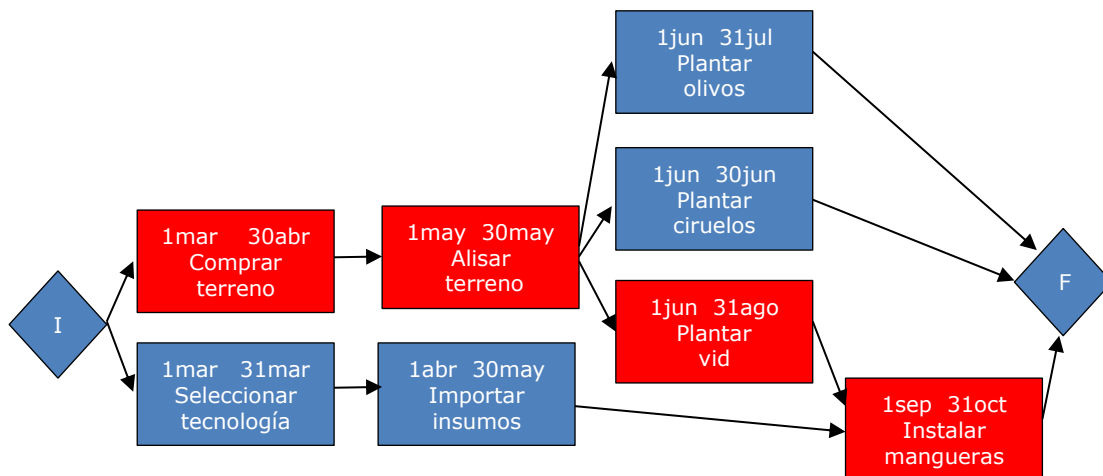 1jun 31jul
Plantar
olivos
1jun 30jun
Plantar
ciruelos
1mar 30abr
Comprar
terreno
1may 30may
Alisar
terreno
F
I
1jun 31ago
Plantar
vid
1mar 31mar
Seleccionar
tecnología
1abr 30may
Importar
insumos
1sep 31oct
Instalar
mangueras